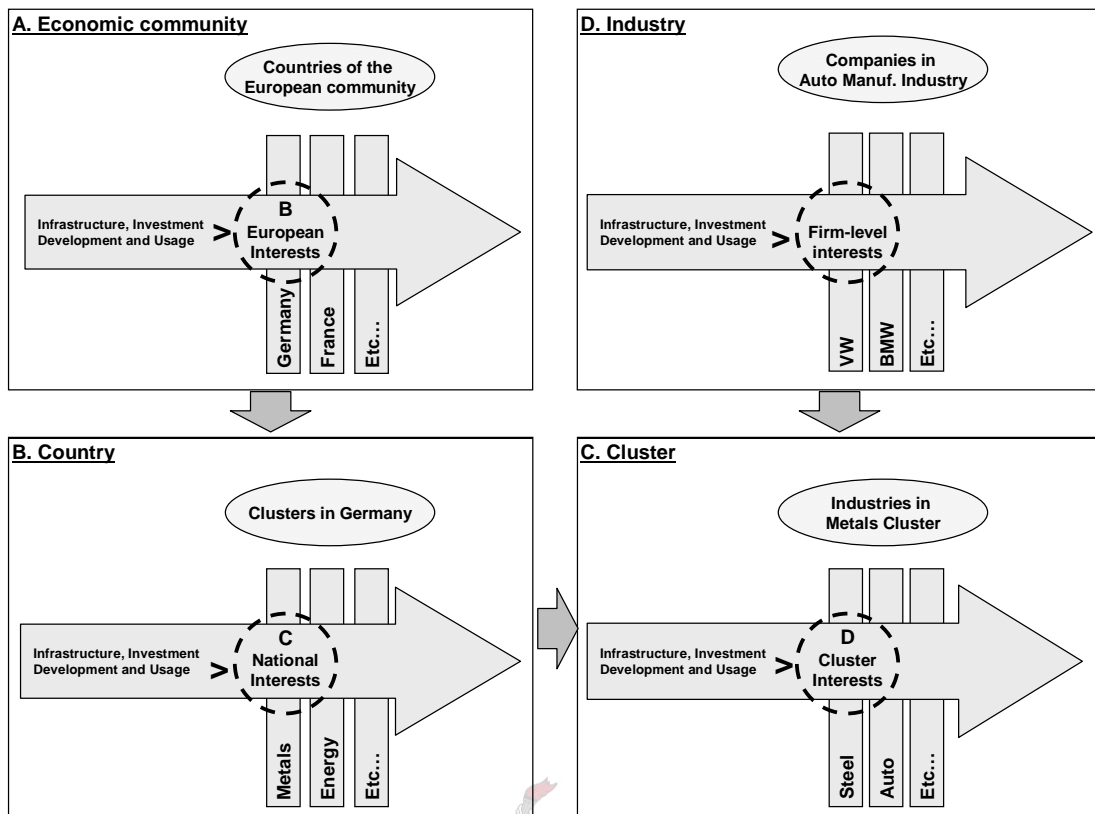 A. Economic community
Countries of the
European community
Infrastructure, Investment
Development and Usage
>
B
European
Interests
Germany
France
Etc...
D. Industry
Companies in
Auto Manuf. Industry
Infrastructure, Investment
Development and Usage
>
Firm-level
interests
VW
BMW
Etc...
B. Country
Clusters in Germany
Infrastructure, Investment
Development and Usage
>
C
National
Interests
Metals
Energy
Etc...
C. Cluster
Industries in
Metals Cluster
Infrastructure, Investment
Development and Usage
>
D
Cluster
Interests
Steel
Auto
Etc...